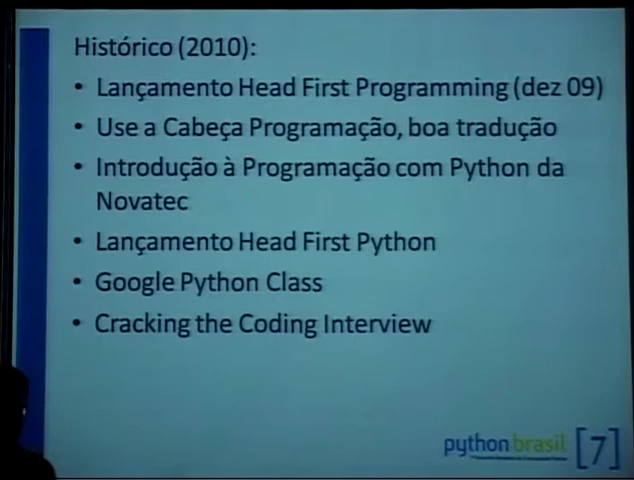 Histórico (2010):
• Lançamento Head First Programming (dez 09)
• Use a Cabeça Programação, boa tradução
• Introdução à Programação com Python da
Novatec
• Lançamento Head First Python
• Google Python Class
• Cracking the Coding Interview
python brasil [7]